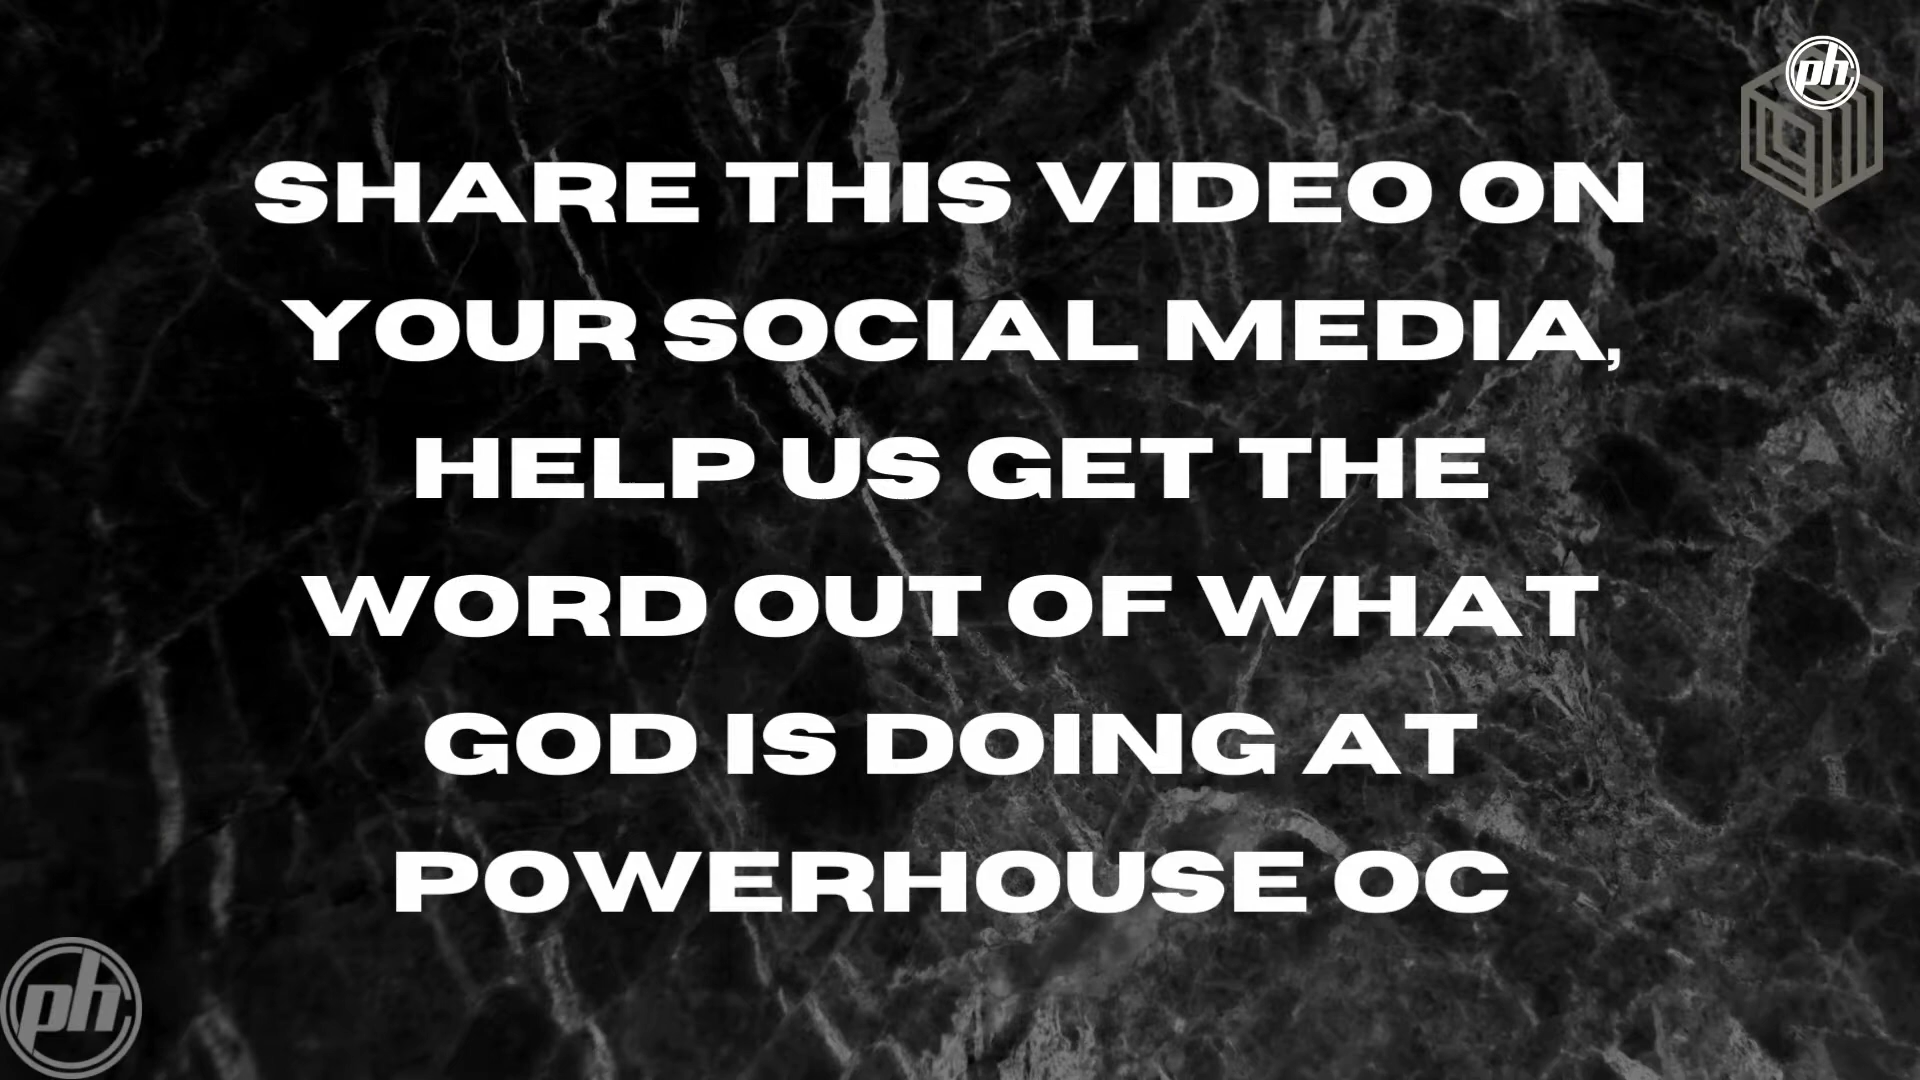 ph
SHARE THIS VIDEO ON
YOUR SOCIAL MEDIA,
HELP US GET THE
WORD OUT OF WHAT
GOD IS DOING AT
POWERHOUSE OC
ph